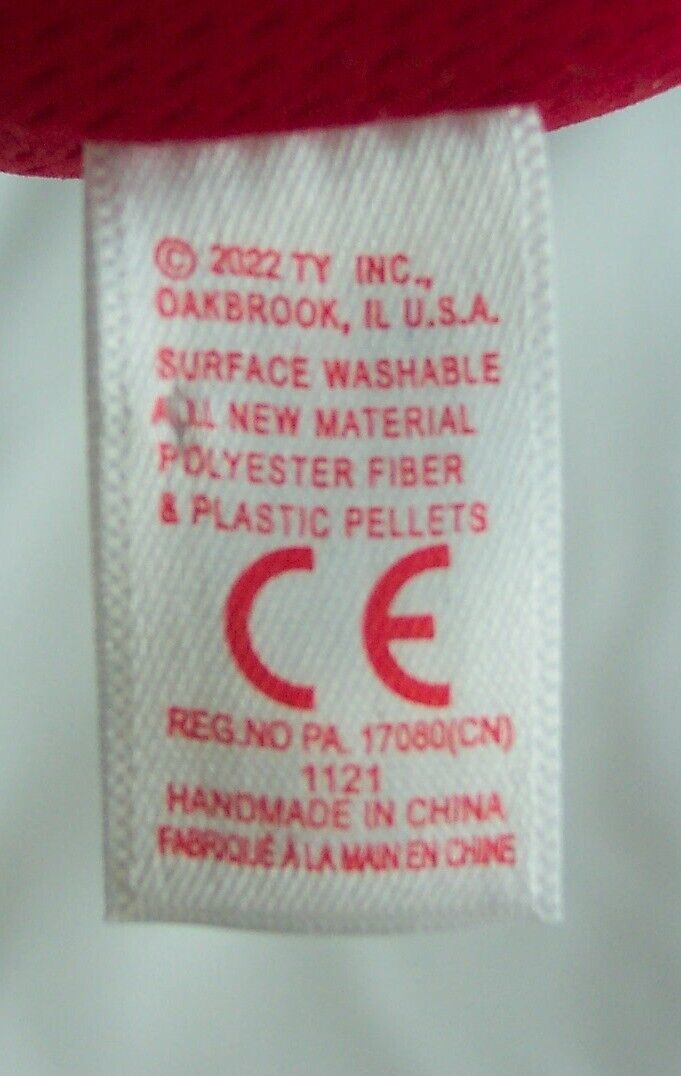 © 2022 TY INC.,
OAKBROOK, IL U.S.A.
SURFACE WASHABLE
ALL NEW MATERIAL
POLYESTER FIBER
& PLASTIC PELLETS
CE
REG.NO PA. 17080(CN)
1121
HANDMADE IN CHINA
FABRIQUÉ À LA MAIN EN CHINE